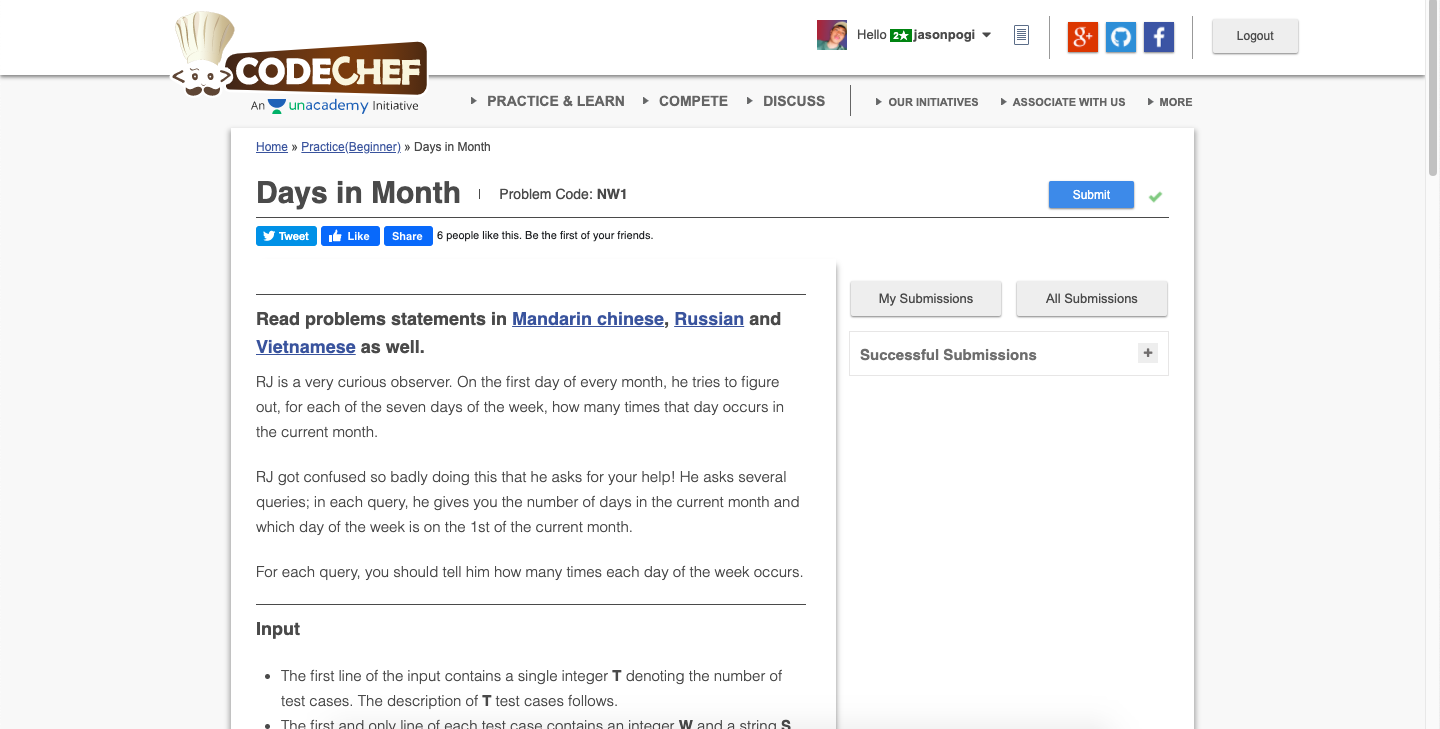 Hello 2★ jasonpogi
Logout
CODECHEF
An unacademy Initiative
PRACTICE & LEARN COMPETE DISCUSS OUR INITIATIVES ASSOCIATE WITH US MORE
Home » Practice(Beginner) » Days in Month
Days in Month
Problem Code: NW1
Submit
Tweet Like Share 6 people like this. Be the first of your friends.
Read problems statements in Mandarin chinese, Russian and
Vietnamese as well.
RJ is a very curious observer. On the first day of every month, he tries to figure
out, for each of the seven days of the week, how many times that day occurs in
the current month.
RJ got confused so badly doing this that he asks for your help! He asks several
queries; in each query, he gives you the number of days in the current month and
which day of the week is on the 1st of the current month.
For each query, you should tell him how many times each day of the week occurs.
Input
The first line of the input contains a single integer T denoting the number of
test cases. The description of T test cases follows.
The first and only line of each test case contains an integer W and a string S
My Submissions
All Submissions
Successful Submissions +